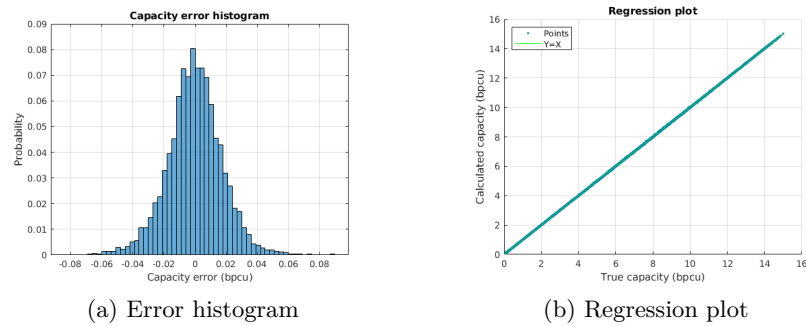 Capacity error histogram
0.09
0.08
0.07
0.06
0.05
0.04
0.03
0.02
0.01
0
Probability
-0.08 -0.06 -0.04 -0.02 0 0.02 0.04 0.06 0.08
Capacity error (bpcu)
(a) Error histogram
Regression plot
Points
Y=X
16
14
12
10
8
6
4
2
0
Calculated capacity (bpcu)
0 2 4 6 8 10 12 14 16
True capacity (bpcu)
(b) Regression plot